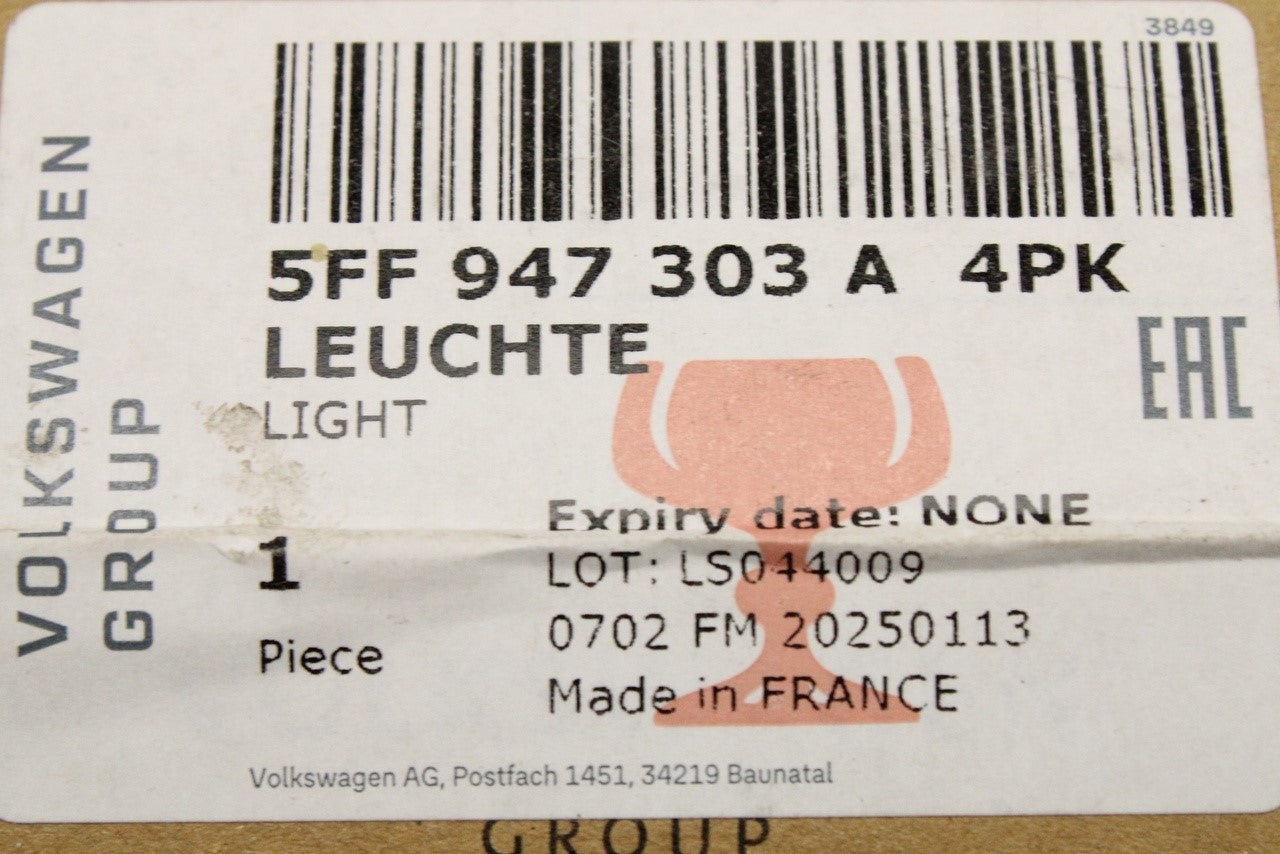 3849
5FF 947 303 A 4PK
LEUCHTE
LIGHT
EAC
VOLKSWAGEN
GROUP
Expiry date: NONE
LOT: LS044009
1
0702 FM 20250113
Piece
Made in FRANCE
Volkswagen AG, Postfach 1451, 34219 Baunatal
GROUP